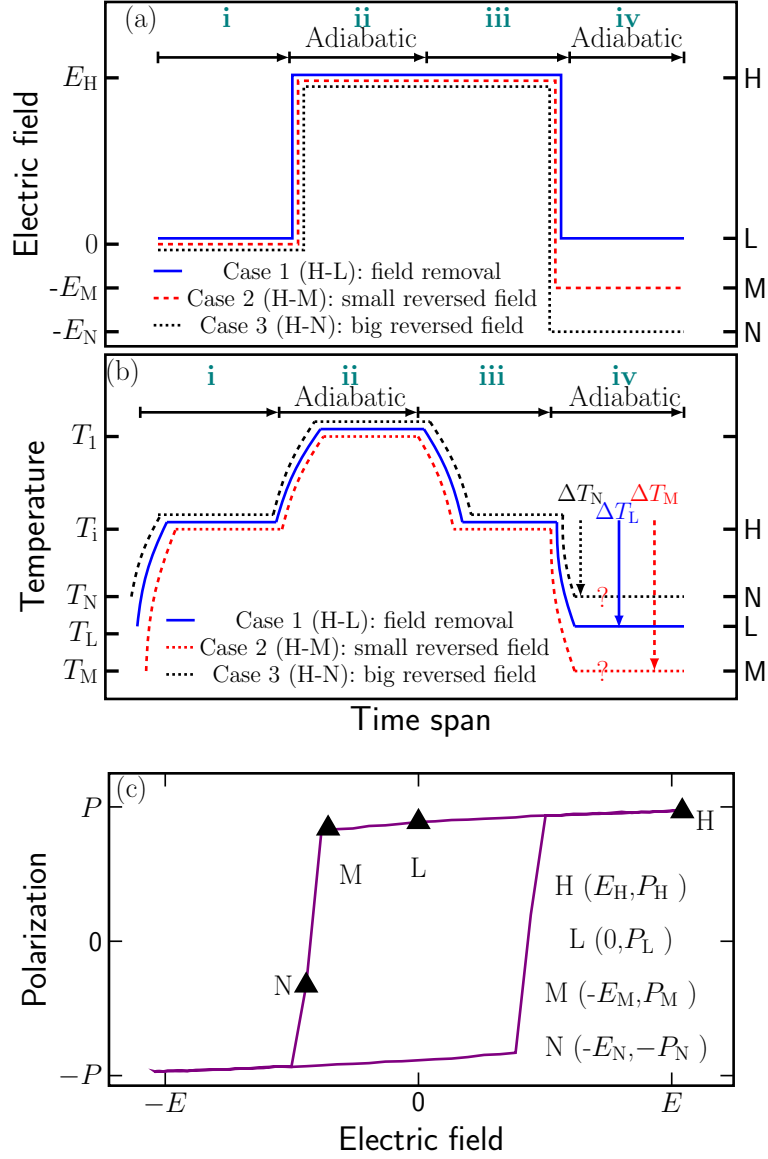 (a)
i ii iii iv
Adiabatic Adiabatic
Electric field
E_H
0
-E_M
-E_N
H
L
M
N
Case 1 (H-L): field removal
Case 2 (H-M): small reversed field
Case 3 (H-N): big reversed field
(b)
i ii iii iv
Adiabatic Adiabatic
Temperature
T_1
T_i
T_N
T_L
T_M
ΔT_N ΔT_M
ΔT_L
?
?
H
N
L
M
Case 1 (H-L): field removal
Case 2 (H-M): small reversed field
Case 3 (H-N): big reversed field
Time span
(c)
Polarization
P
0
−P
M
L
H
N
H (E_H,P_H )
L (0,P_L )
M (-E_M,P_M )
N (-E_N,−P_N )
−E 0 E
Electric field